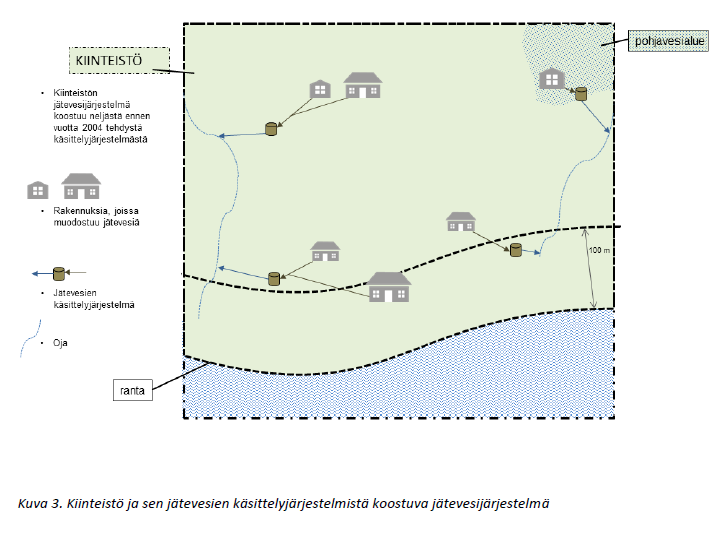 KIINTEISTÖ
pohjavesialue
• Kiinteistön
jätevesijärjestelmä
koostuu neljästä ennen
vuotta 2004 tehdystä
käsittelyjärjestelmästä
• Rakennuksia, joissa
muodostuu jätevesiä
• Jätevesien
käsittelyjärjestelmä
• Oja
100 m
ranta
Kuva 3. Kiinteistö ja sen jätevesien käsittelyjärjestelmistä koostuva jätevesijärjestelmä